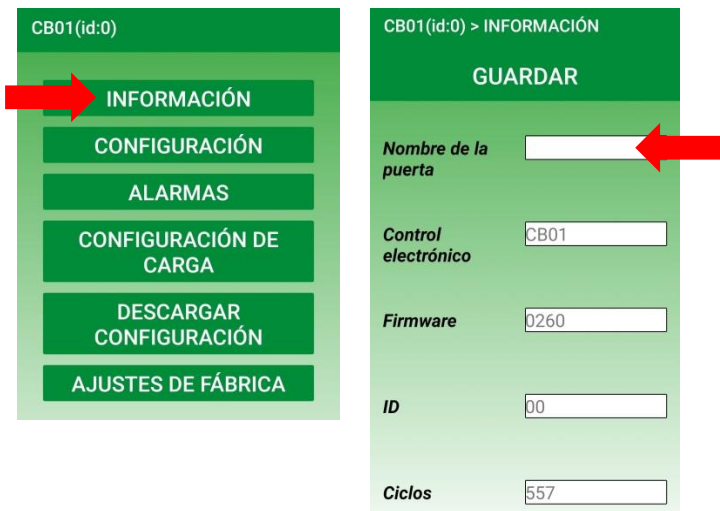 CB01(id:0)
INFORMACIÓN
CONFIGURACIÓN
ALARMAS
CONFIGURACIÓN DE
CARGA
DESCARGAR
CONFIGURACIÓN
AJUSTES DE FÁBRICA
CB01(id:0) > INFORMACIÓN
GUARDAR
Nombre de la
puerta
Control
electrónico
CB01
Firmware
0260
ID
00
Ciclos
557